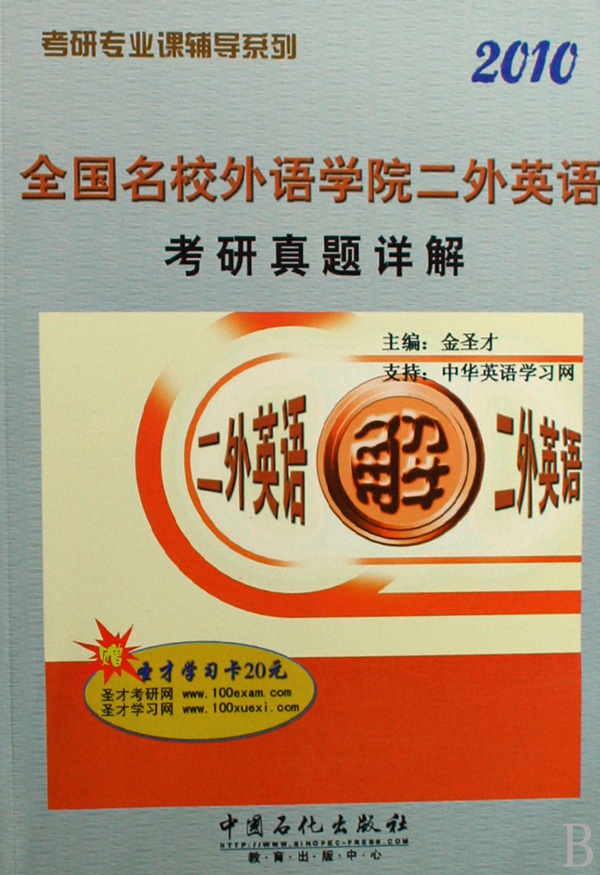 考研专业课辅导系列
2010
全国名校外语学院二外英语
考研真题详解
主编：金圣才
支持：中华英语学习网
二外英语
解
二外英语
赠
圣才学习卡20元
圣才考研网 www.100exam.com
圣才学习网 www.100xuexi.com
中国石化出版社
HTTP://WWW.SINOPEC-PRESS.COM
教·育·出·版·中·心
B